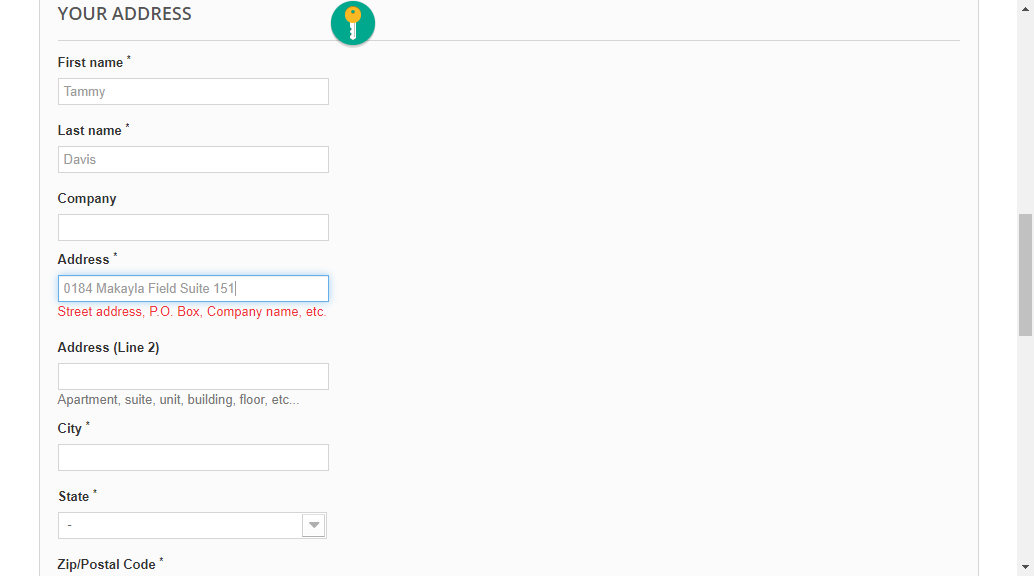 YOUR ADDRESS
First name *
Tammy
Last name *
Davis
Company
Address *
0184 Makayla Field Suite 151
Street address, P.O. Box, Company name, etc.
Address (Line 2)
Apartment, suite, unit, building, floor, etc...
City *
State *
-
Zip/Postal Code *